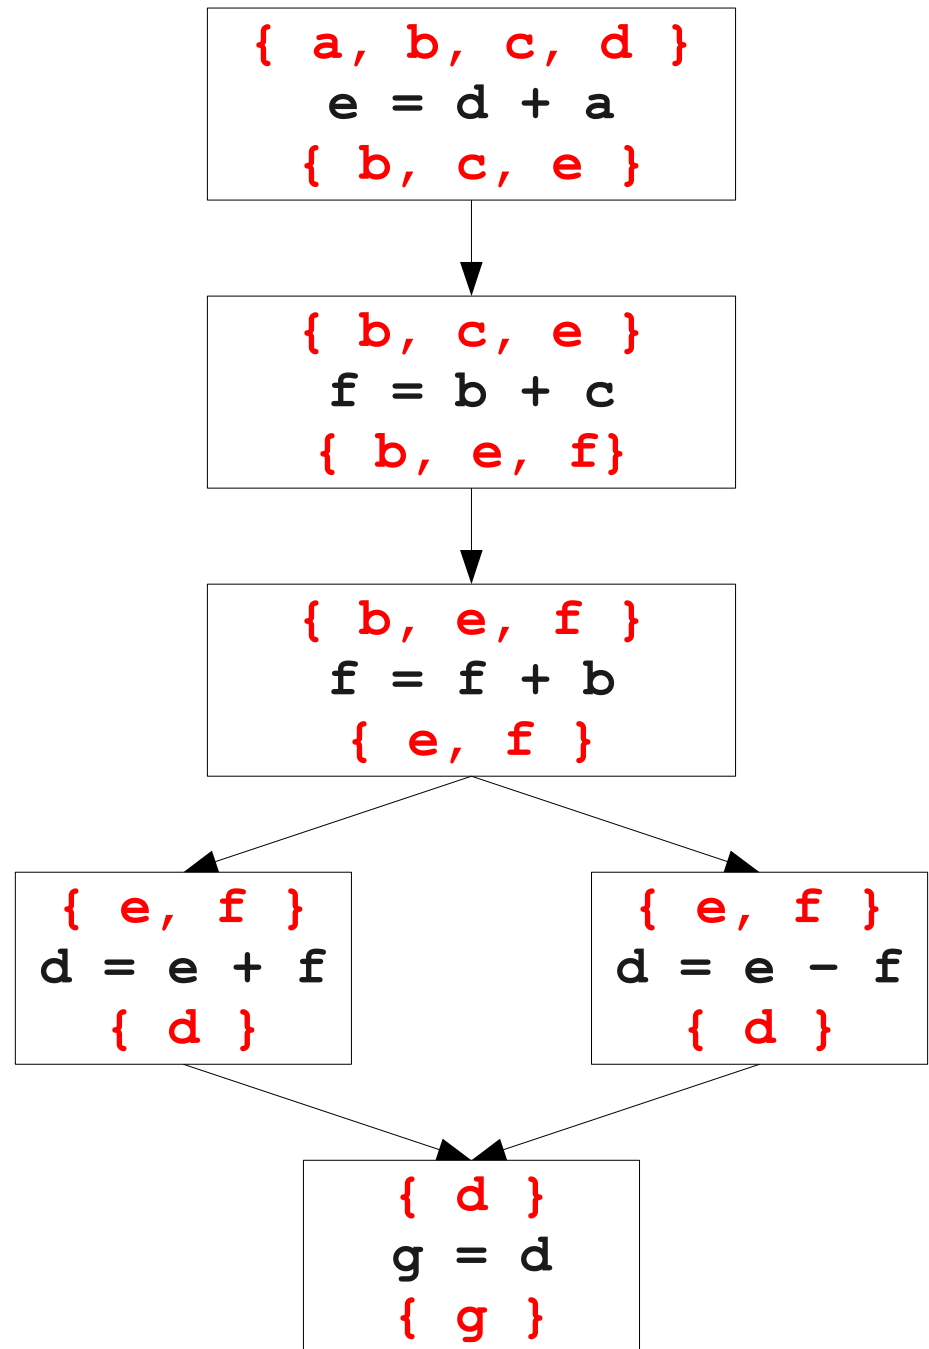 { a, b, c, d }
e = d + a
{ b, c, e }
{ b, c, e }
f = b + c
{ b, e, f}
{ b, e, f }
f = f + b
{ e, f }
{ e, f }
d = e + f
{ d }
{ e, f }
d = e - f
{ d }
{ d }
g = d
{ g }